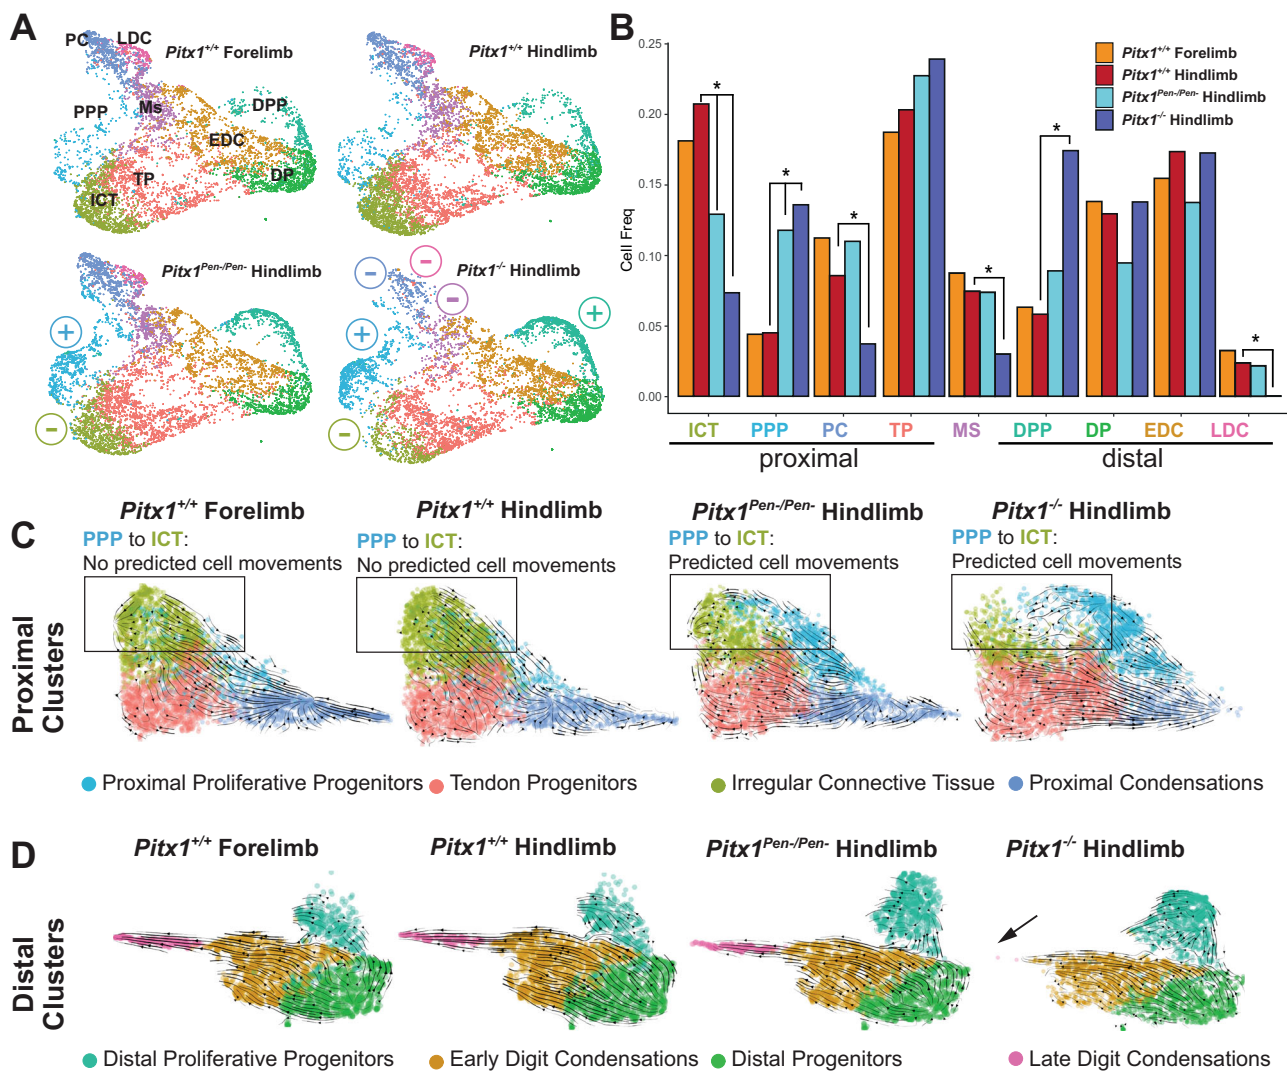 A
PC
LDC
Pitx1+/+ Forelimb
Pitx1+/+ Hindlimb
PPP
Ms
DPP
EDC
TP
DP
ICT
Pitx1Pen-/Pen- Hindlimb
Pitx1-/- Hindlimb
+
-
-
-
-
+
+
-
B
Cell Freq
0.25
0.20
0.15
0.10
0.05
0.00
Pitx1+/+ Forelimb
Pitx1+/+ Hindlimb
Pitx1Pen-/Pen- Hindlimb
Pitx1-/- Hindlimb
*
*
*
*
*
*
ICT PPP PC TP MS DPP DP EDC LDC
proximal
distal
C
Proximal
Clusters
Pitx1+/+ Forelimb
PPP to ICT:
No predicted cell movements
Pitx1+/+ Hindlimb
PPP to ICT:
No predicted cell movements
Pitx1Pen-/Pen- Hindlimb
PPP to ICT:
Predicted cell movements
Pitx1-/- Hindlimb
PPP to ICT:
Predicted cell movements
Proximal Proliferative Progenitors
Tendon Progenitors
Irregular Connective Tissue
Proximal Condensations
D
Distal
Clusters
Pitx1+/+ Forelimb
Pitx1+/+ Hindlimb
Pitx1Pen-/Pen- Hindlimb
Pitx1-/- Hindlimb
Distal Proliferative Progenitors
Early Digit Condensations
Distal Progenitors
Late Digit Condensations